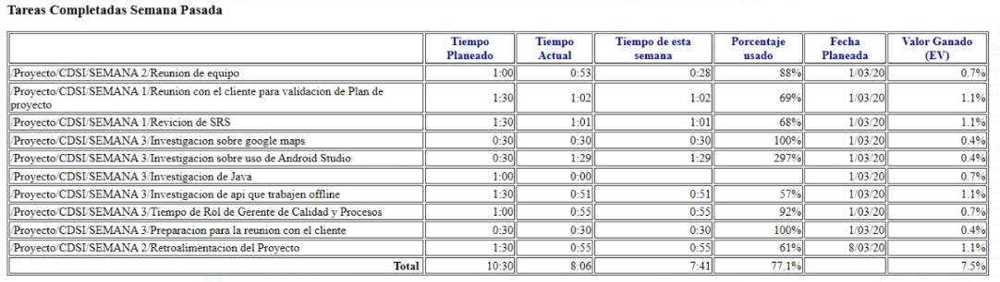 Tareas Completadas Semana Pasada
Tiempo Planeado | Tiempo Actual | Tiempo de esta semana | Porcentaje usado | Fecha Planeada | Valor Ganado (EV)
/Proyecto/CDSI/SEMANA 2/Reunion de equipo 1:00 0:53 0:28 88% 1/03/20 0.7%
/Proyecto/CDSI/SEMANA 1/Reunion con el cliente para validacion de Plan de proyecto 1:30 1:02 1:02 69% 1/03/20 1.1%
/Proyecto/CDSI/SEMANA 1/Revicion de SRS 1:30 1:01 1:01 68% 1/03/20 1.1%
/Proyecto/CDSI/SEMANA 3/Investigacion sobre google maps 0:30 0:30 0:30 100% 1/03/20 0.4%
/Proyecto/CDSI/SEMANA 3/Investigacion sobre uso de Android Studio 0:30 1:29 1:29 297% 1/03/20 0.4%
/Proyecto/CDSI/SEMANA 3/Investigacion de Java 1:00 0:00 1/03/20 0.7%
/Proyecto/CDSI/SEMANA 3/Investigacion de api que trabajen offline 1:30 0:51 0:51 57% 1/03/20 1.1%
/Proyecto/CDSI/SEMANA 3/Tiempo de Rol de Gerente de Calidad y Procesos 1:00 0:55 0:55 92% 1/03/20 0.7%
/Proyecto/CDSI/SEMANA 3/Preparacion para la reunion con el cliente 0:30 0:30 0:30 100% 1/03/20 0.4%
/Proyecto/CDSI/SEMANA 2/Retroalimentacion del Proyecto 1:30 0:55 0:55 61% 8/03/20 1.1%
Total 10:30 8:06 7:41 77.1% 7.5%